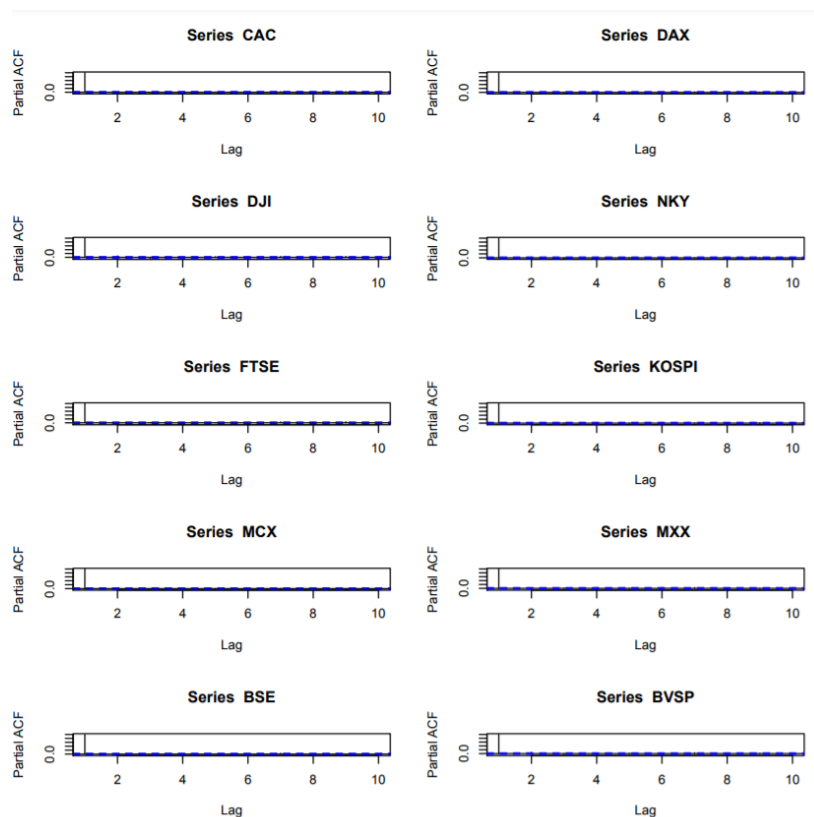 Series CAC
Partial ACF
0.0
2 4 6 8 10
Lag
Series DAX
Partial ACF
0.0
2 4 6 8 10
Lag
Series DJI
Partial ACF
0.0
2 4 6 8 10
Lag
Series NKY
Partial ACF
0.0
2 4 6 8 10
Lag
Series FTSE
Partial ACF
0.0
2 4 6 8 10
Lag
Series KOSPI
Partial ACF
0.0
2 4 6 8 10
Lag
Series MCX
Partial ACF
0.0
2 4 6 8 10
Lag
Series MXX
Partial ACF
0.0
2 4 6 8 10
Lag
Series BSE
Partial ACF
0.0
2 4 6 8 10
Lag
Series BVSP
Partial ACF
0.0
2 4 6 8 10
Lag